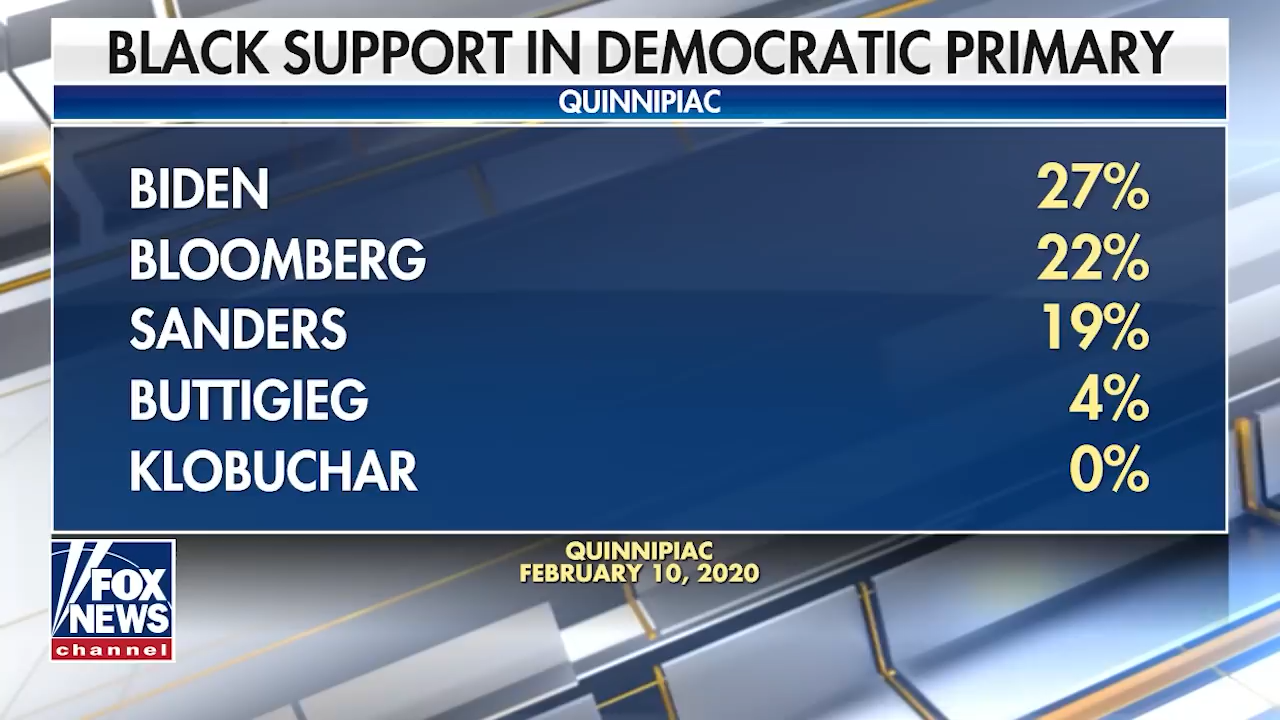 BLACK SUPPORT IN DEMOCRATIC PRIMARY
QUINNIPIAC
BIDEN 27%
BLOOMBERG 22%
SANDERS 19%
BUTTIGIEG 4%
KLOBUCHAR 0%
QUINNIPIAC
FEBRUARY 10, 2020
FOX
NEWS
channel